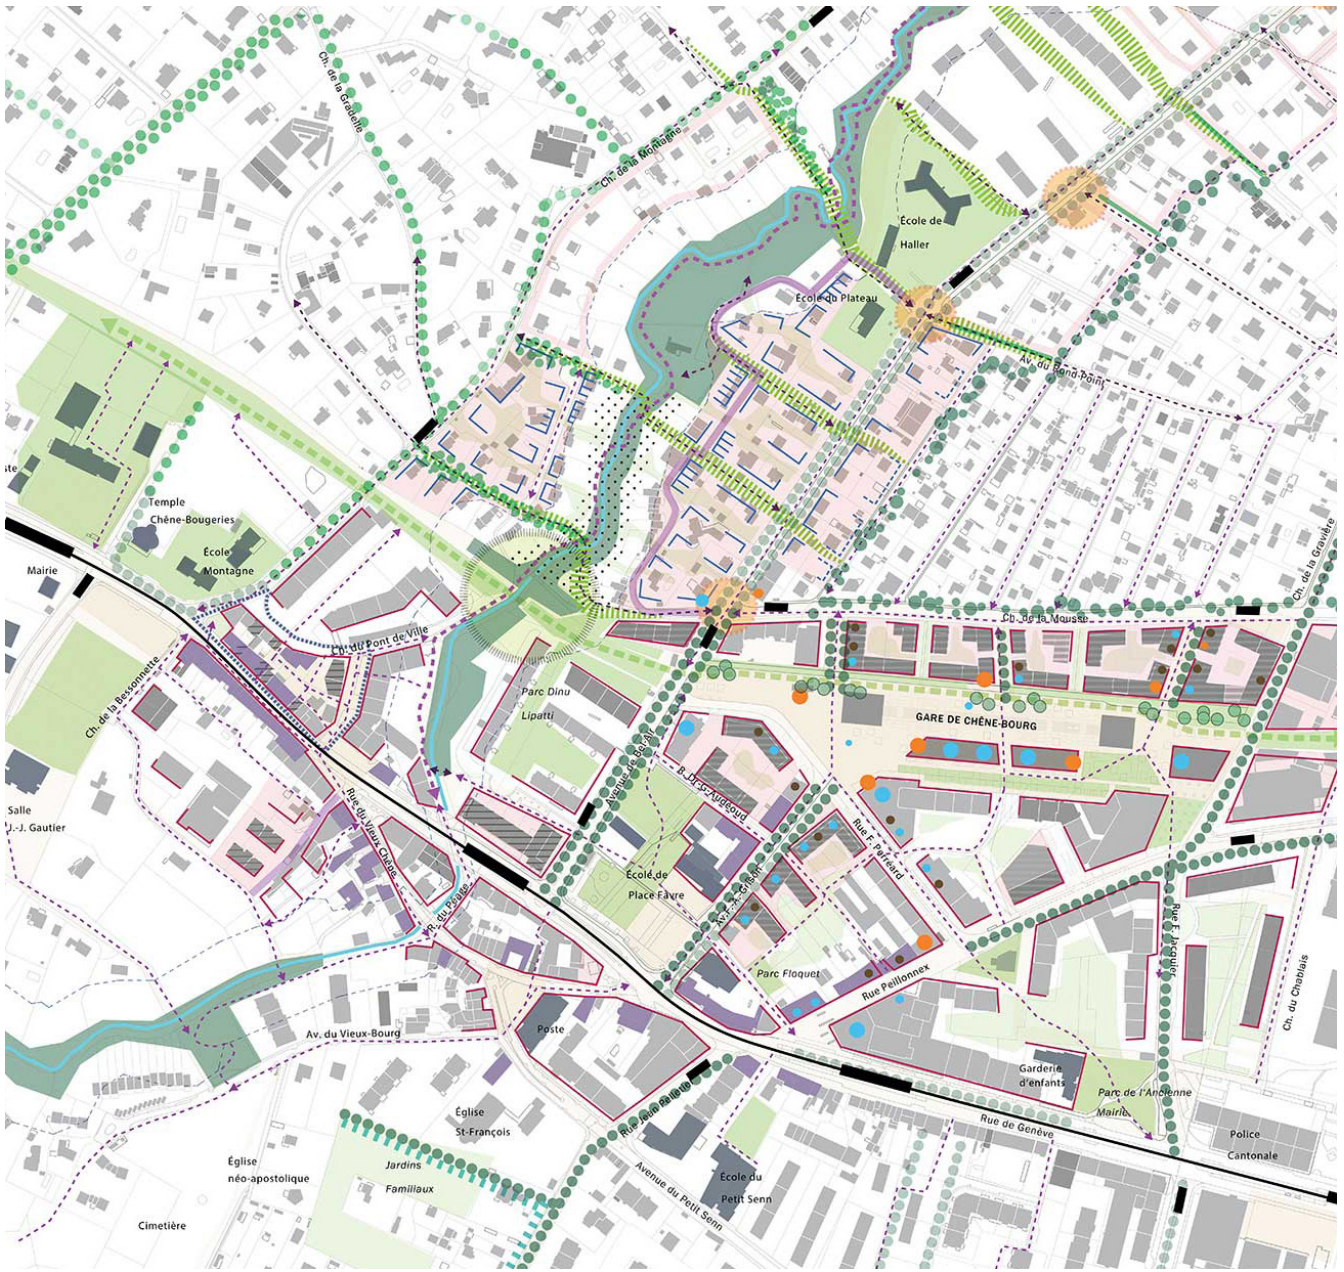 Ch. de la Gradelle
Ch. de la Montagne
École de
Haller
École du Plateau
Av. du Rond-Point
Temple
Chêne-Bougeries
École
Montagne
Mairie
Ch. de la Gravière
Ch. de la Mousse
Ch. du Pont de Ville
Ch. de la Bessonnette
Parc Dinu
Lipatti
GARE DE CHÊNE-BOURG
Avenue de Bel-Air
B. Dr-G-Audéoud
Rue F. Perréard
Salle
J.-J. Gautier
Rue du Vieux Chêne
École de
Place Favre
Av. F.-A. Grison
R. du Péage
Rue F. Jacquier
Parc Floquet
Rue Peillonnex
Ch. du Chablais
Av. du Vieux-Bourg
Poste
Garderie
d'enfants
Parc de l'Ancienne
Mairie
Église
St-François
Rue Jean Pelletier
Rue de Genève
Police
Cantonale
Église
néo-apostolique
Jardins
Familiaux
Avenue du Petit Senn
École du
Petit Senn
Cimetière